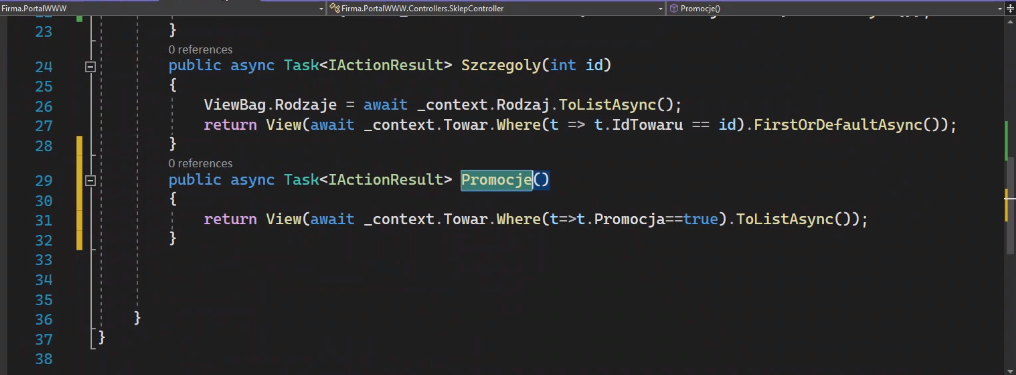 Firma.PortalWWW Firma.PortalWWW.Controllers.SklepController Promocje()
23 }
0 references
24 public async Task<IActionResult> Szczegoly(int id)
25 {
26 ViewBag.Rodzaje = await _context.Rodzaj.ToListAsync();
27 return View(await _context.Towar.Where(t => t.IdTowaru == id).FirstOrDefaultAsync());
28 }
0 references
29 public async Task<IActionResult> Promocje()
30 {
31 return View(await _context.Towar.Where(t=>t.Promocja==true).ToListAsync());
32 }
33
34
35
36 }
37 }
38